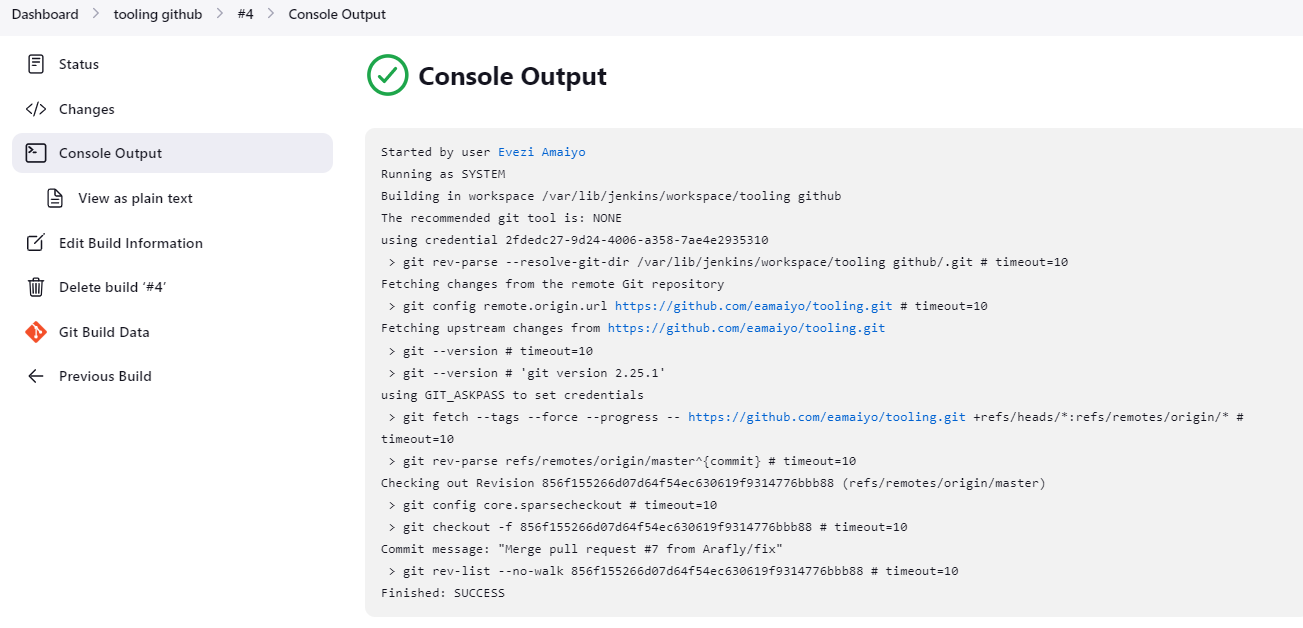 Dashboard > tooling github > #4 > Console Output
Status
Changes
Console Output
View as plain text
Edit Build Information
Delete build ‘#4’
Git Build Data
Previous Build
Console Output
Started by user Evezi Amaiyo
Running as SYSTEM
Building in workspace /var/lib/jenkins/workspace/tooling github
The recommended git tool is: NONE
using credential 2fdedc27-9d24-4006-a358-7ae4e2935310
> git rev-parse --resolve-git-dir /var/lib/jenkins/workspace/tooling github/.git # timeout=10
Fetching changes from the remote Git repository
> git config remote.origin.url https://github.com/eamaiyo/tooling.git # timeout=10
Fetching upstream changes from https://github.com/eamaiyo/tooling.git
> git --version # timeout=10
> git --version # 'git version 2.25.1'
using GIT_ASKPASS to set credentials
> git fetch --tags --force --progress -- https://github.com/eamaiyo/tooling.git +refs/heads/*:refs/remotes/origin/* #
timeout=10
> git rev-parse refs/remotes/origin/master^{commit} # timeout=10
Checking out Revision 856f155266d07d64f54ec630619f9314776bbb88 (refs/remotes/origin/master)
> git config core.sparsecheckout # timeout=10
> git checkout -f 856f155266d07d64f54ec630619f9314776bbb88 # timeout=10
Commit message: "Merge pull request #7 from Arafly/fix"
> git rev-list --no-walk 856f155266d07d64f54ec630619f9314776bbb88 # timeout=10
Finished: SUCCESS